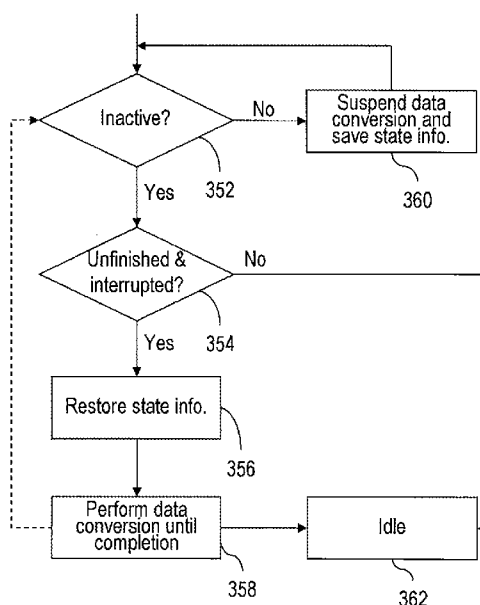 Inactive?
No
Suspend data
conversion and
save state info.
352
360
Yes
Unfinished &
interrupted?
No
354
Yes
Restore state info.
356
Perform data
conversion until
completion
Idle
358
362